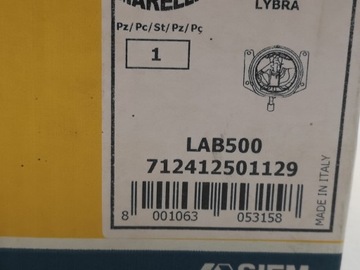 LYBRA
Pz/Pc/St/Pz/Pç
1
LAB500
712412501129
8 001063 053158
MADE IN ITALY